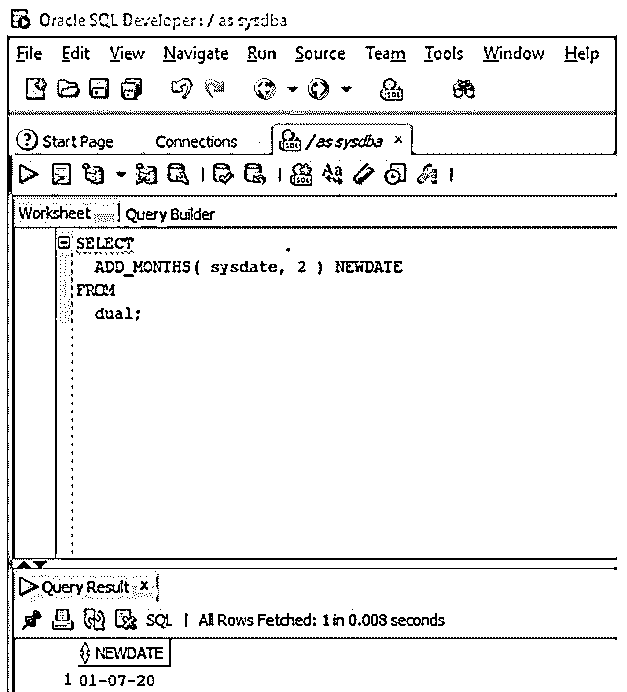 Oracle SQL Developer : / as sysdba
File Edit View Navigate Run Source Team Tools Window Help
Start Page Connections / as sysdba
Worksheet Query Builder
SELECT
ADD_MONTHS( sysdate, 2 ) NEWDATE
FROM
dual;
Query Result x
SQL | All Rows Fetched: 1 in 0.008 seconds
NEWDATE
1 01-07-20